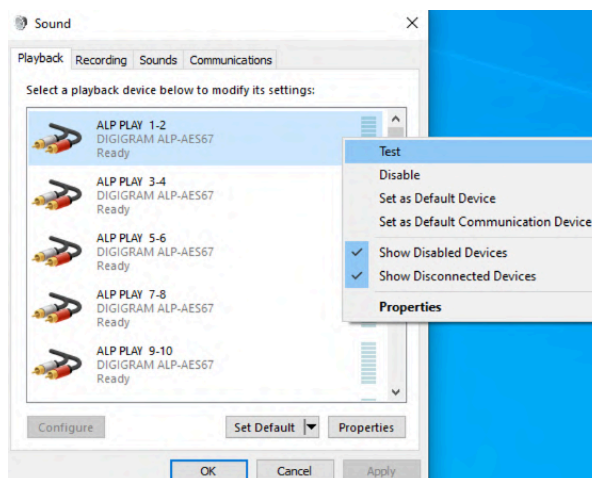 Sound
Playback Recording Sounds Communications
Select a playback device below to modify its settings:
ALP PLAY 1-2
DIGIGRAM ALP-AES67
Ready
ALP PLAY 3-4
DIGIGRAM ALP-AES67
Ready
ALP PLAY 5-6
DIGIGRAM ALP-AES67
Ready
ALP PLAY 7-8
DIGIGRAM ALP-AES67
Ready
ALP PLAY 9-10
DIGIGRAM ALP-AES67
Ready
Test
Disable
Set as Default Device
Set as Default Communication Device
Show Disabled Devices
Show Disconnected Devices
Properties
Configure Set Default Properties
OK Cancel Apply